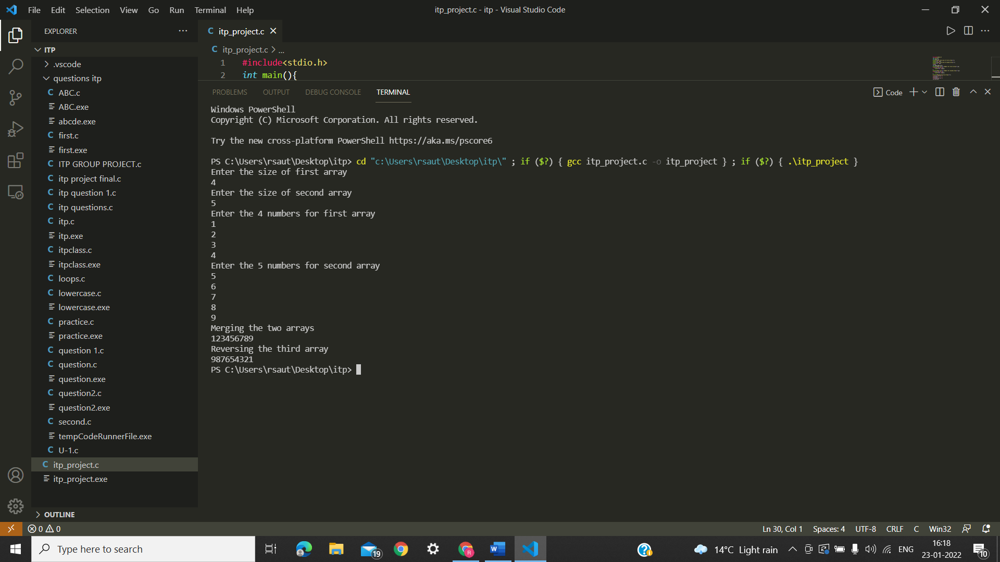 File Edit Selection View Go Run Terminal Help
itp_project.c - itp - Visual Studio Code
EXPLORER
ITP
.vscode
questions itp
ABC.c
ABC.exe
abcde.exe
first.c
first.exe
ITP GROUP PROJECT.c
itp project final.c
itp question 1.c
itp questions.c
itp.c
itp.exe
itpclass.c
itpclass.exe
loops.c
lowercase.c
lowercase.exe
practice.c
practice.exe
question 1.c
question.c
question.exe
question2.c
question2.exe
second.c
tempCodeRunnerFile.exe
U-1.c
itp_project.c
itp_project.exe
OUTLINE
C itp_project.c
C itp_project.c > ...
1 #include<stdio.h>
2 int main(){
PROBLEMS OUTPUT DEBUG CONSOLE TERMINAL
Code
Windows PowerShell
Copyright (C) Microsoft Corporation. All rights reserved.
Try the new cross-platform PowerShell https://aka.ms/pscore6
PS C:\Users\rsaut\Desktop\itp> cd "c:\Users\rsaut\Desktop\itp\" ; if ($?) { gcc itp_project.c -o itp_project } ; if ($?) { .\itp_project }
Enter the size of first array
4
Enter the size of second array
5
Enter the 4 numbers for first array
1
2
3
4
Enter the 5 numbers for second array
5
6
7
8
9
Merging the two arrays
123456789
Reversing the third array
987654321
PS C:\Users\rsaut\Desktop\itp>
0 0
Ln 30, Col 1 Spaces: 4 UTF-8 CRLF C Win32
Type here to search
19
R
14°C Light rain
ENG
16:18
23-01-2022
10